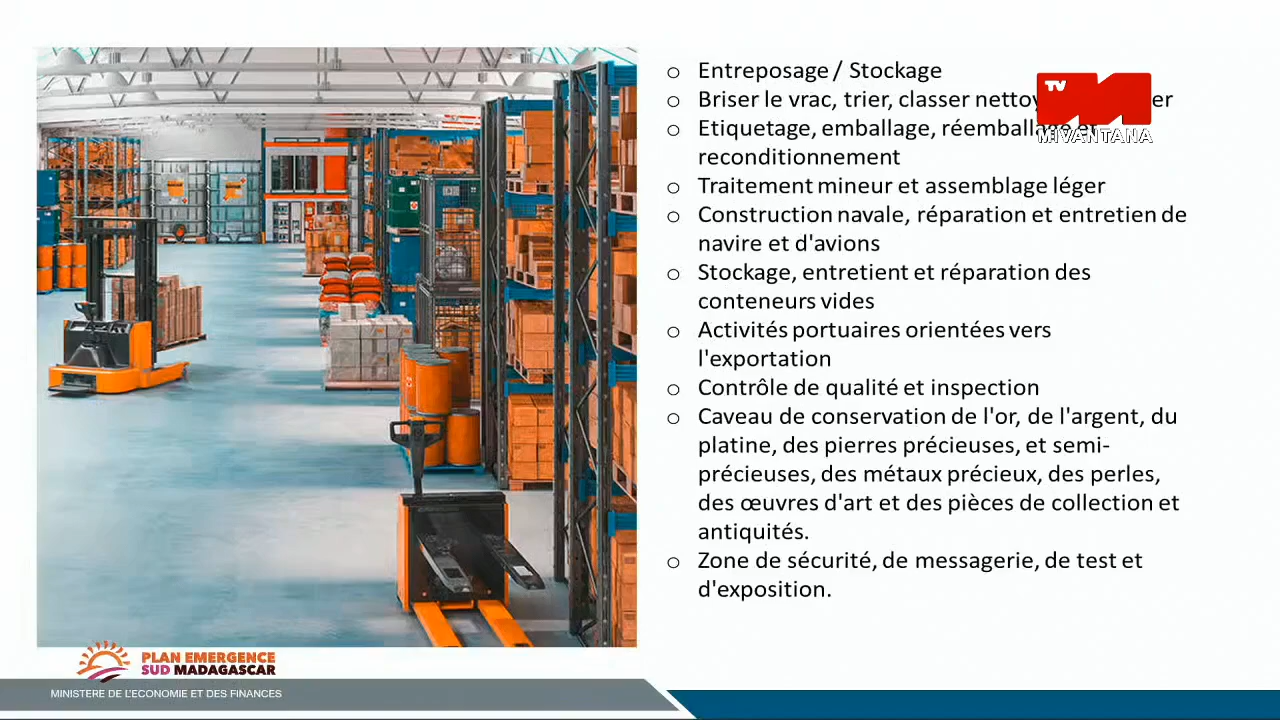 o Entreposage / Stockage
o Briser le vrac, trier, classer
o Etiquetage, emballage, et
reconditionnement
o Traitement mineur et assemblage léger
o Construction navale, réparation et entretien de
navire et d'avions
o Stockage, entretient et réparation des
conteneurs vides
o Activités portuaires orientées vers
l'exportation
o Contrôle de qualité et inspection
o Caveau de conservation de l'or, de l'argent, du
platine, des pierres précieuses, et semi-
précieuses, des métaux précieux, des perles,
des œuvres d'art et des pièces de collection et
antiquités.
o Zone de sécurité, de messagerie, de test et
d'exposition.
TV
MIVANTANA
PLAN EMERGENCE
SUD MADAGASCAR
MINISTERE DE L'ECONOMIE ET DES FINANCES